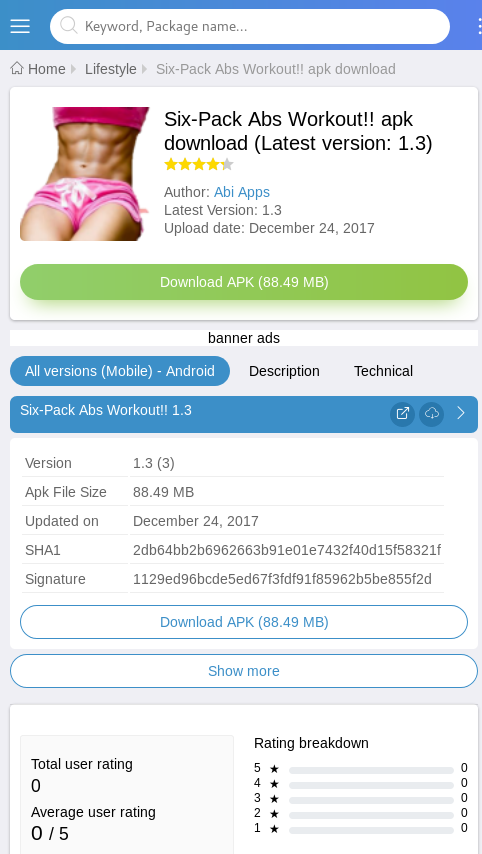 Keyword, Package name...
Home Lifestyle Six-Pack Abs Workout!! apk download
Six-Pack Abs Workout!! apk
download (Latest version: 1.3)
Author: Abi Apps
Latest Version: 1.3
Upload date: December 24, 2017
Download APK (88.49 MB)
banner ads
All versions (Mobile) - Android Description Technical
Six-Pack Abs Workout!! 1.3
Version 1.3 (3)
Apk File Size 88.49 MB
Updated on December 24, 2017
SHA1 2db64bb2b6962663b91e01e7432f40d15f58321f
Signature 1129ed96bcde5ed67f3fdf91f85962b5be855f2d
Download APK (88.49 MB)
Show more
Total user rating
0
Average user rating
0 / 5
Rating breakdown
5 ★ 0
4 ★ 0
3 ★ 0
2 ★ 0
1 ★ 0